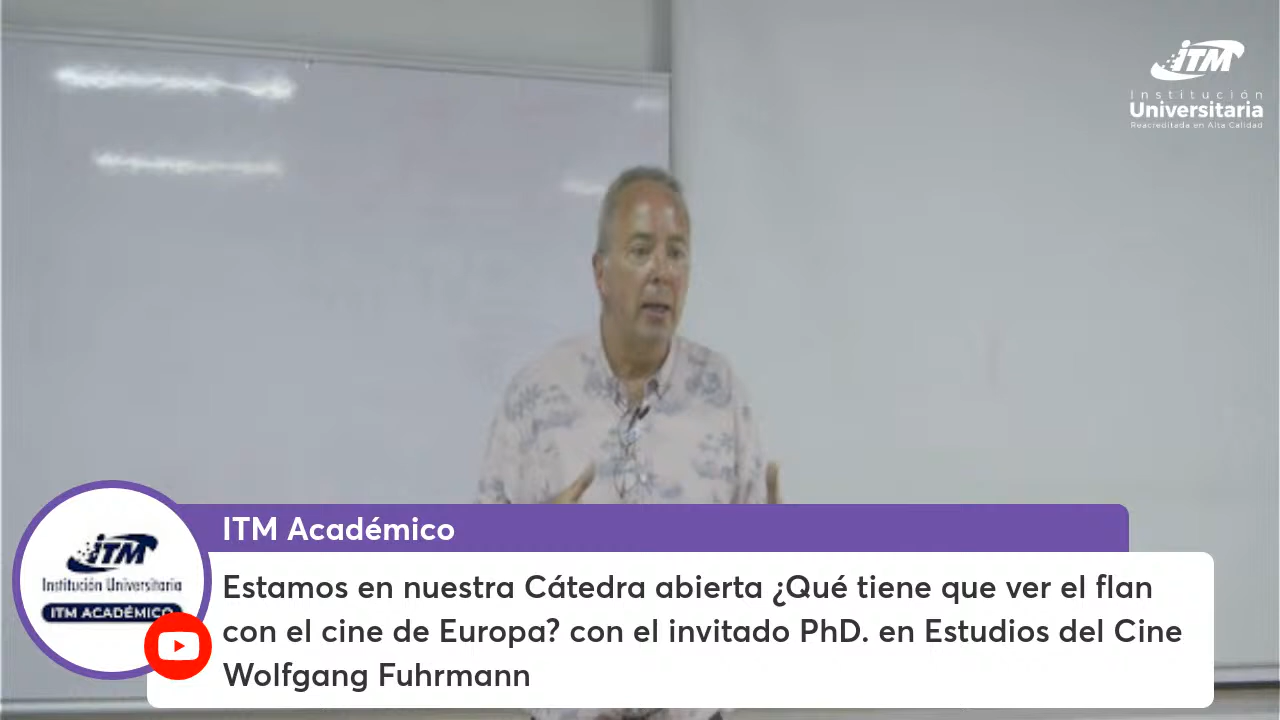 ITM
Institución
Universitaria
Reacreditada en Alta Calidad
ITM Académico
Estamos en nuestra Cátedra abierta ¿Qué tiene que ver el flan
con el cine de Europa? con el invitado PhD. en Estudios del Cine
Wolfgang Fuhrmann
ITM
Institución Universitaria
ITM ACADÉMICO